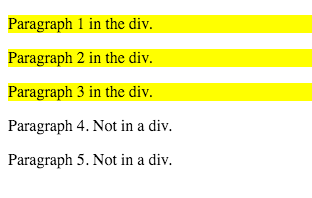 Paragraph 1 in the div.
Paragraph 2 in the div.
Paragraph 3 in the div.
Paragraph 4. Not in a div.
Paragraph 5. Not in a div.